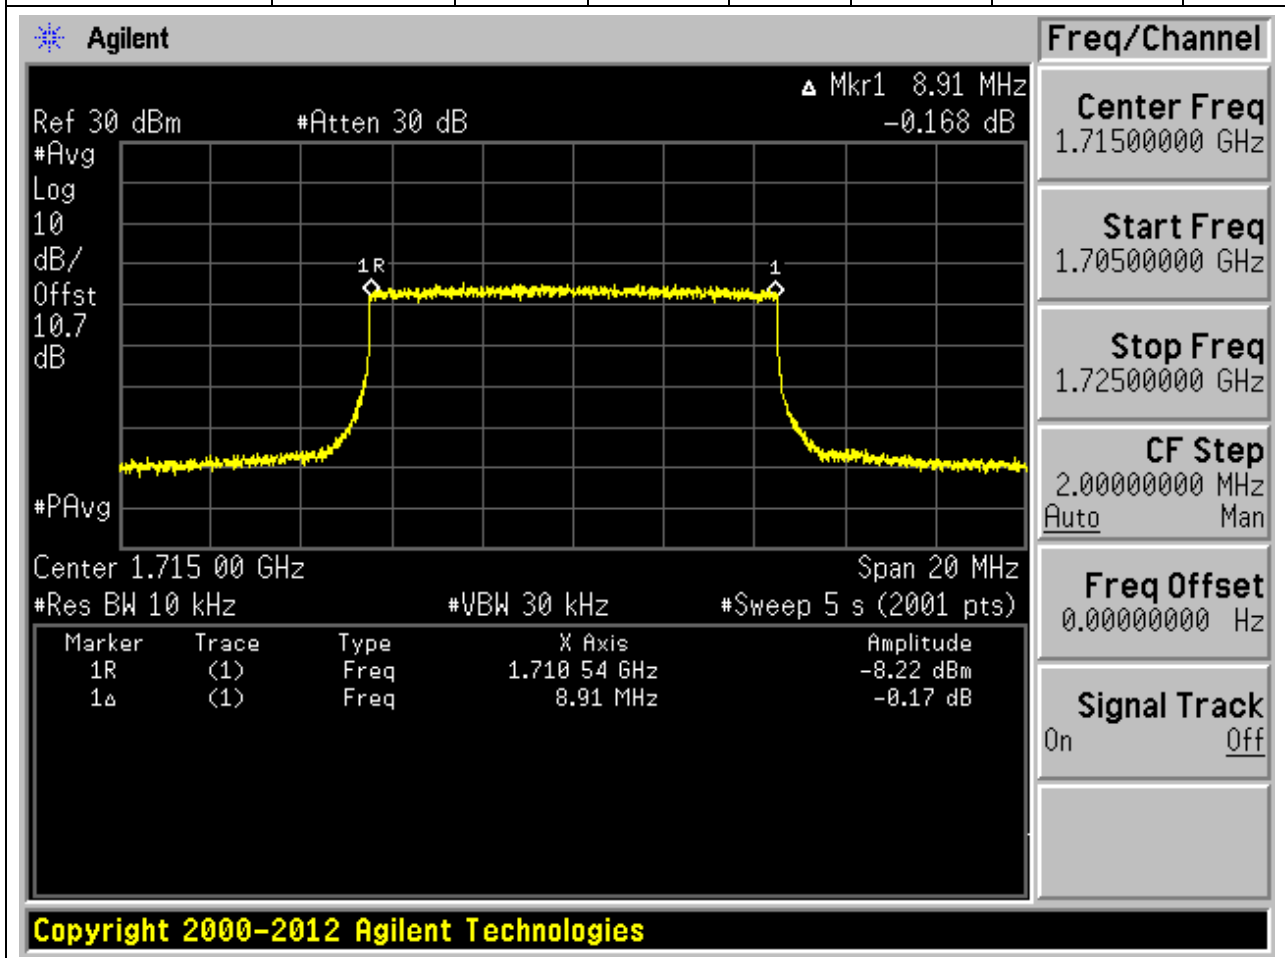 Agilent
Freq/Channel
Δ Mkr1 8.91 MHz
Ref 30 dBm #Atten 30 dB -0.168 dB
#Avg
Log
10
dB/
Offst
10.7
dB
#PAvg
1R
1
Center 1.715 00 GHz Span 20 MHz
#Res BW 10 kHz #VBW 30 kHz #Sweep 5 s (2001 pts)
Marker Trace Type X Axis Amplitude
1R (1) Freq 1.710 54 GHz -8.22 dBm
1Δ (1) Freq 8.91 MHz -0.17 dB
Center Freq
1.71500000 GHz
Start Freq
1.70500000 GHz
Stop Freq
1.72500000 GHz
CF Step
2.00000000 MHz
Auto Man
Freq Offset
0.00000000 Hz
Signal Track
On Off
Copyright 2000-2012 Agilent Technologies